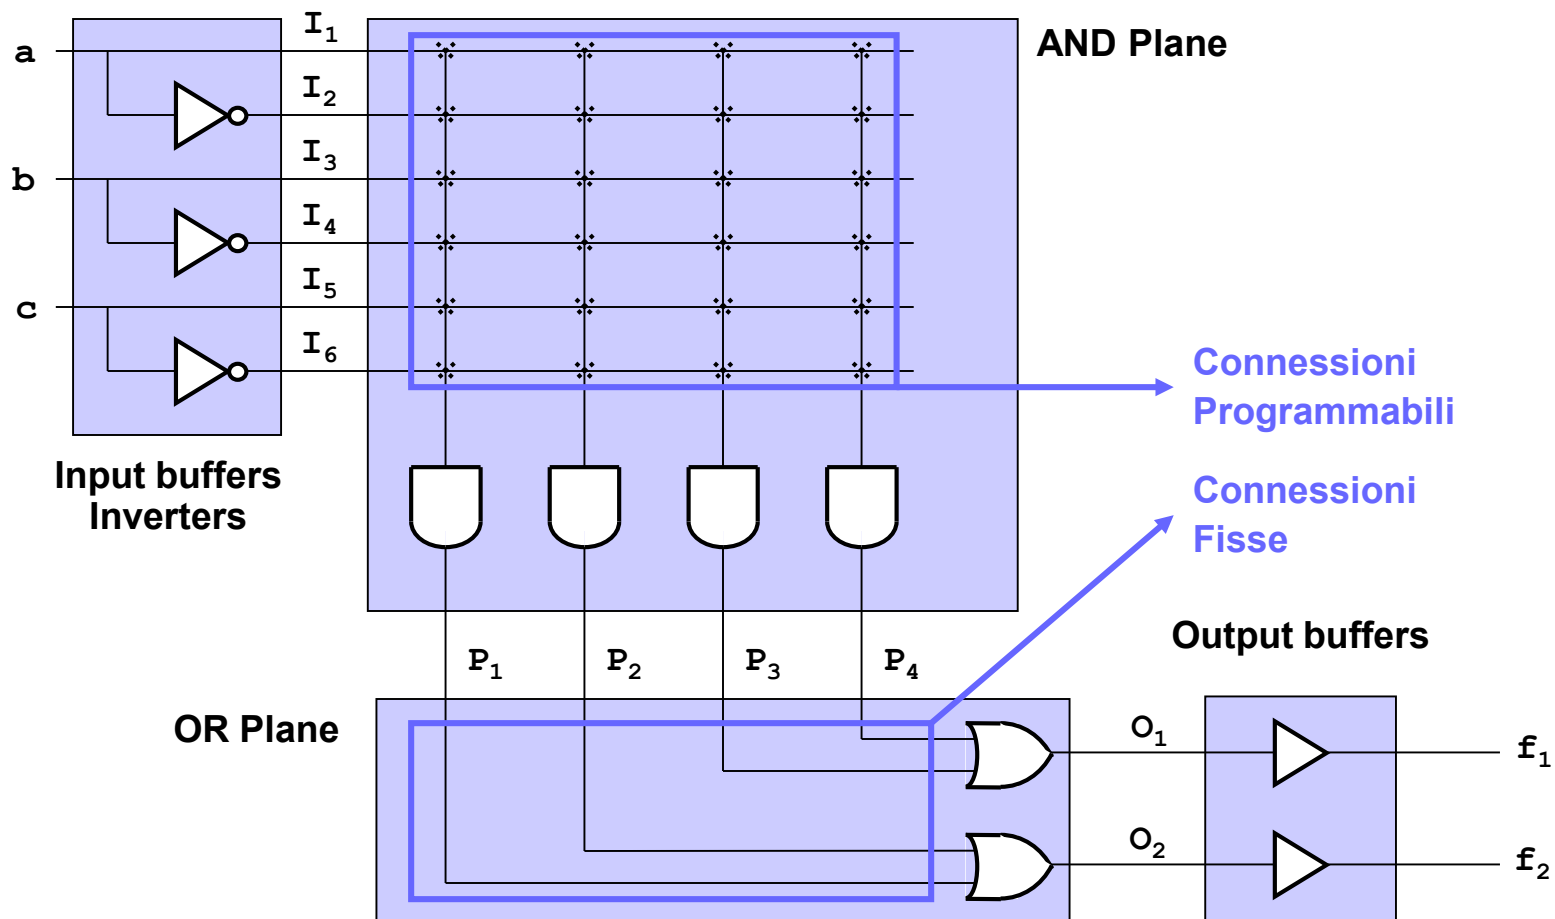 a
I₁
AND Plane
I₂
b
I₃
I₄
c
I₅
I₆
Connessioni
Programmabili
Input buffers
Inverters
Connessioni
Fisse
P₁
P₂
P₃
P₄
Output buffers
OR Plane
O₁
f₁
O₂
f₂